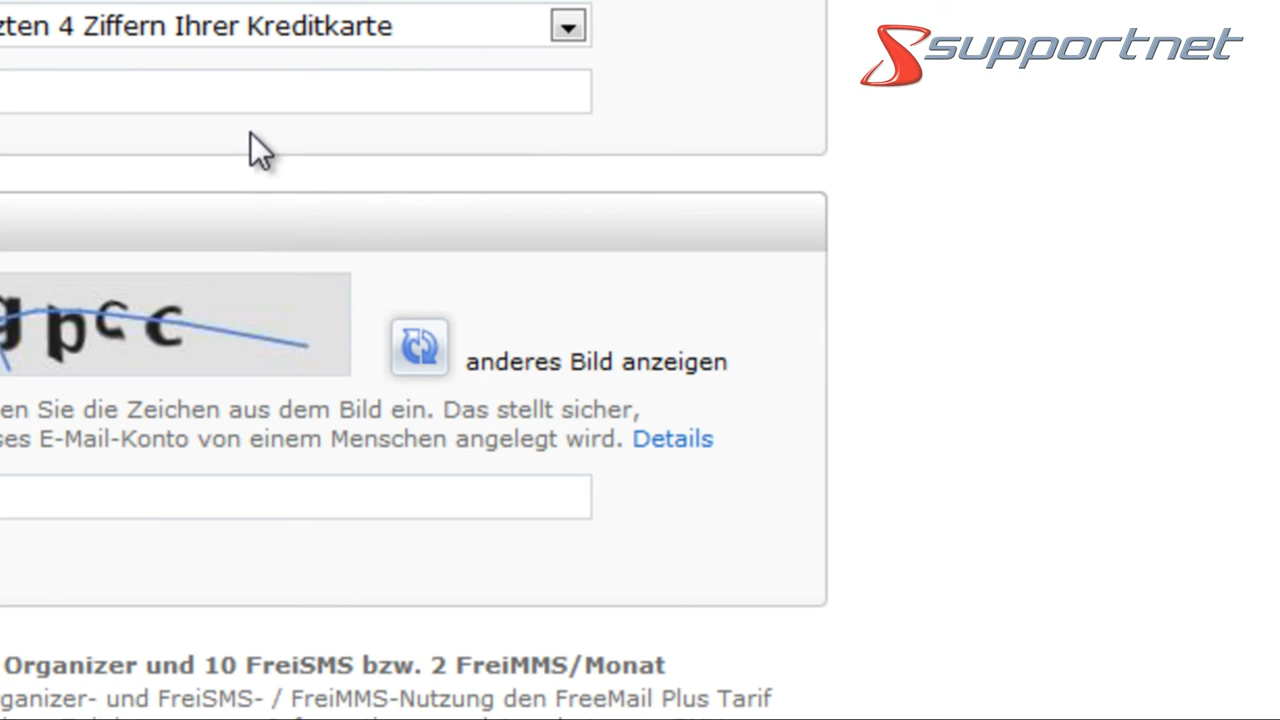 zten 4 Ziffern Ihrer Kreditkarte
supportnet
g p c c
anderes Bild anzeigen
en Sie die Zeichen aus dem Bild ein. Das stellt sicher,
ses E-Mail-Konto von einem Menschen angelegt wird. Details
Organizer und 10 FreiSMS bzw. 2 FreiMMS/Monat
rganizer- und FreiSMS- / FreiMMS-Nutzung den FreeMail Plus Tarif